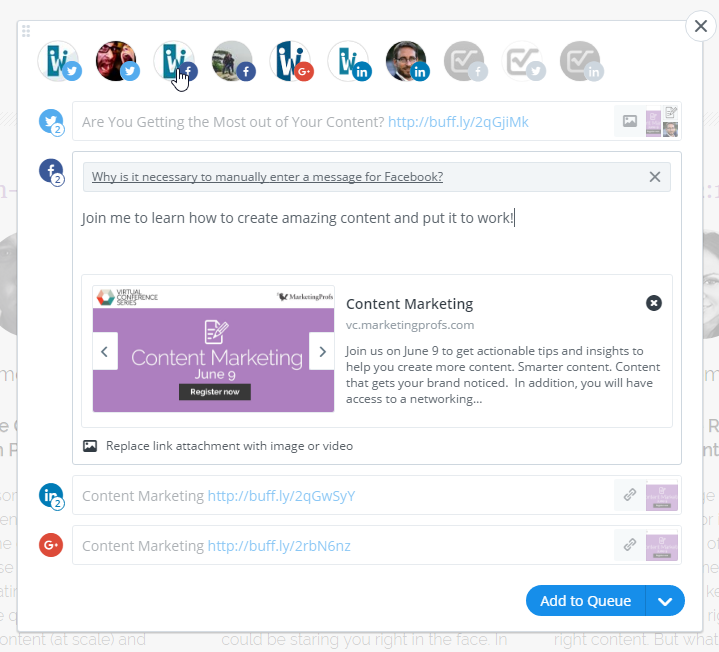 2
Are You Getting the Most out of Your Content? http://buff.ly/2qGjiMk
2
Why is it necessary to manually enter a message for Facebook?
Join me to learn how to create amazing content and put it to work!
VIRTUAL
CONFERENCE
SERIES
MarketingProfs
Content Marketing
June 9
Register now
Content Marketing
vc.marketingprofs.com
Join us on June 9 to get actionable tips and insights to
help you create more content. Smarter content. Content
that gets your brand noticed.  In addition, you will have
access to a networking...
Replace link attachment with image or video
2
Content Marketing http://buff.ly/2qGwSyY
Content Marketing http://buff.ly/2rbN6nz
Add to Queue
ontent (at scale) and
could be staring you right in the face. In
right content. But what